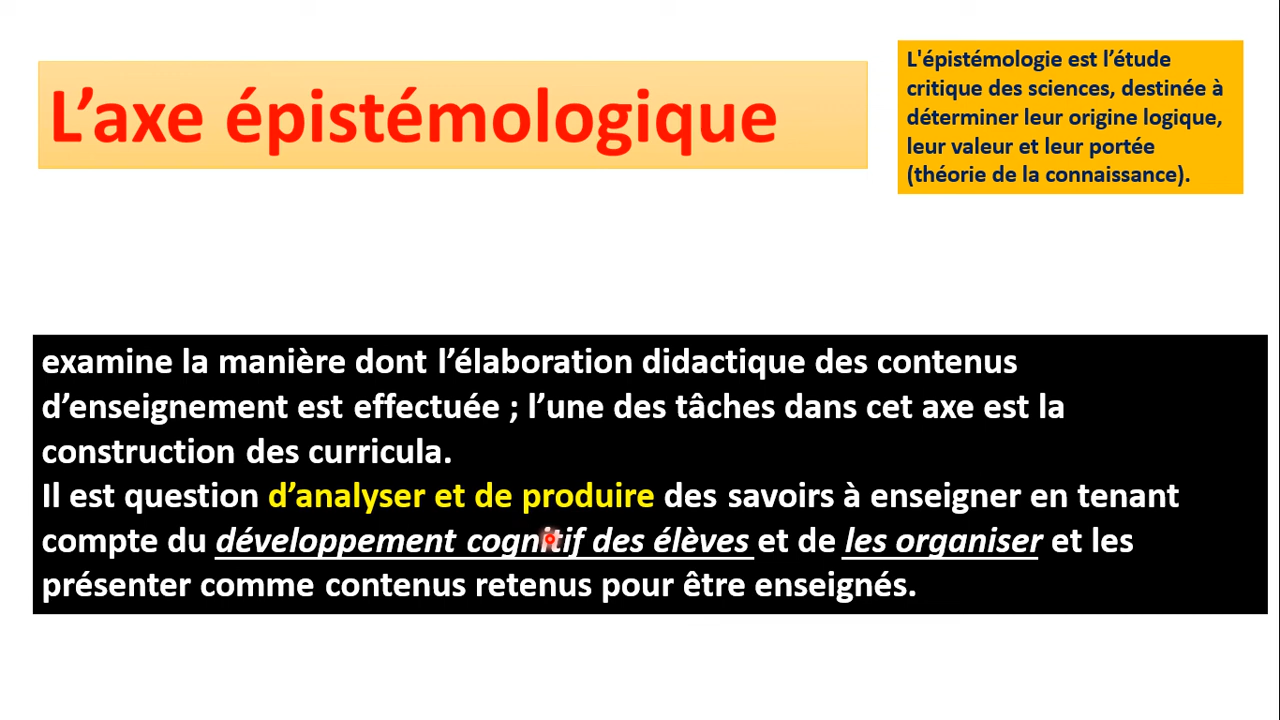 L’axe épistémologique
L'épistémologie est l’étude
critique des sciences, destinée à
déterminer leur origine logique,
leur valeur et leur portée
(théorie de la connaissance).
examine la manière dont l’élaboration didactique des contenus
d’enseignement est effectuée ; l’une des tâches dans cet axe est la
construction des curricula.
Il est question d’analyser et de produire des savoirs à enseigner en tenant
compte du développement cognitif des élèves et de les organiser et les
présenter comme contenus retenus pour être enseignés.